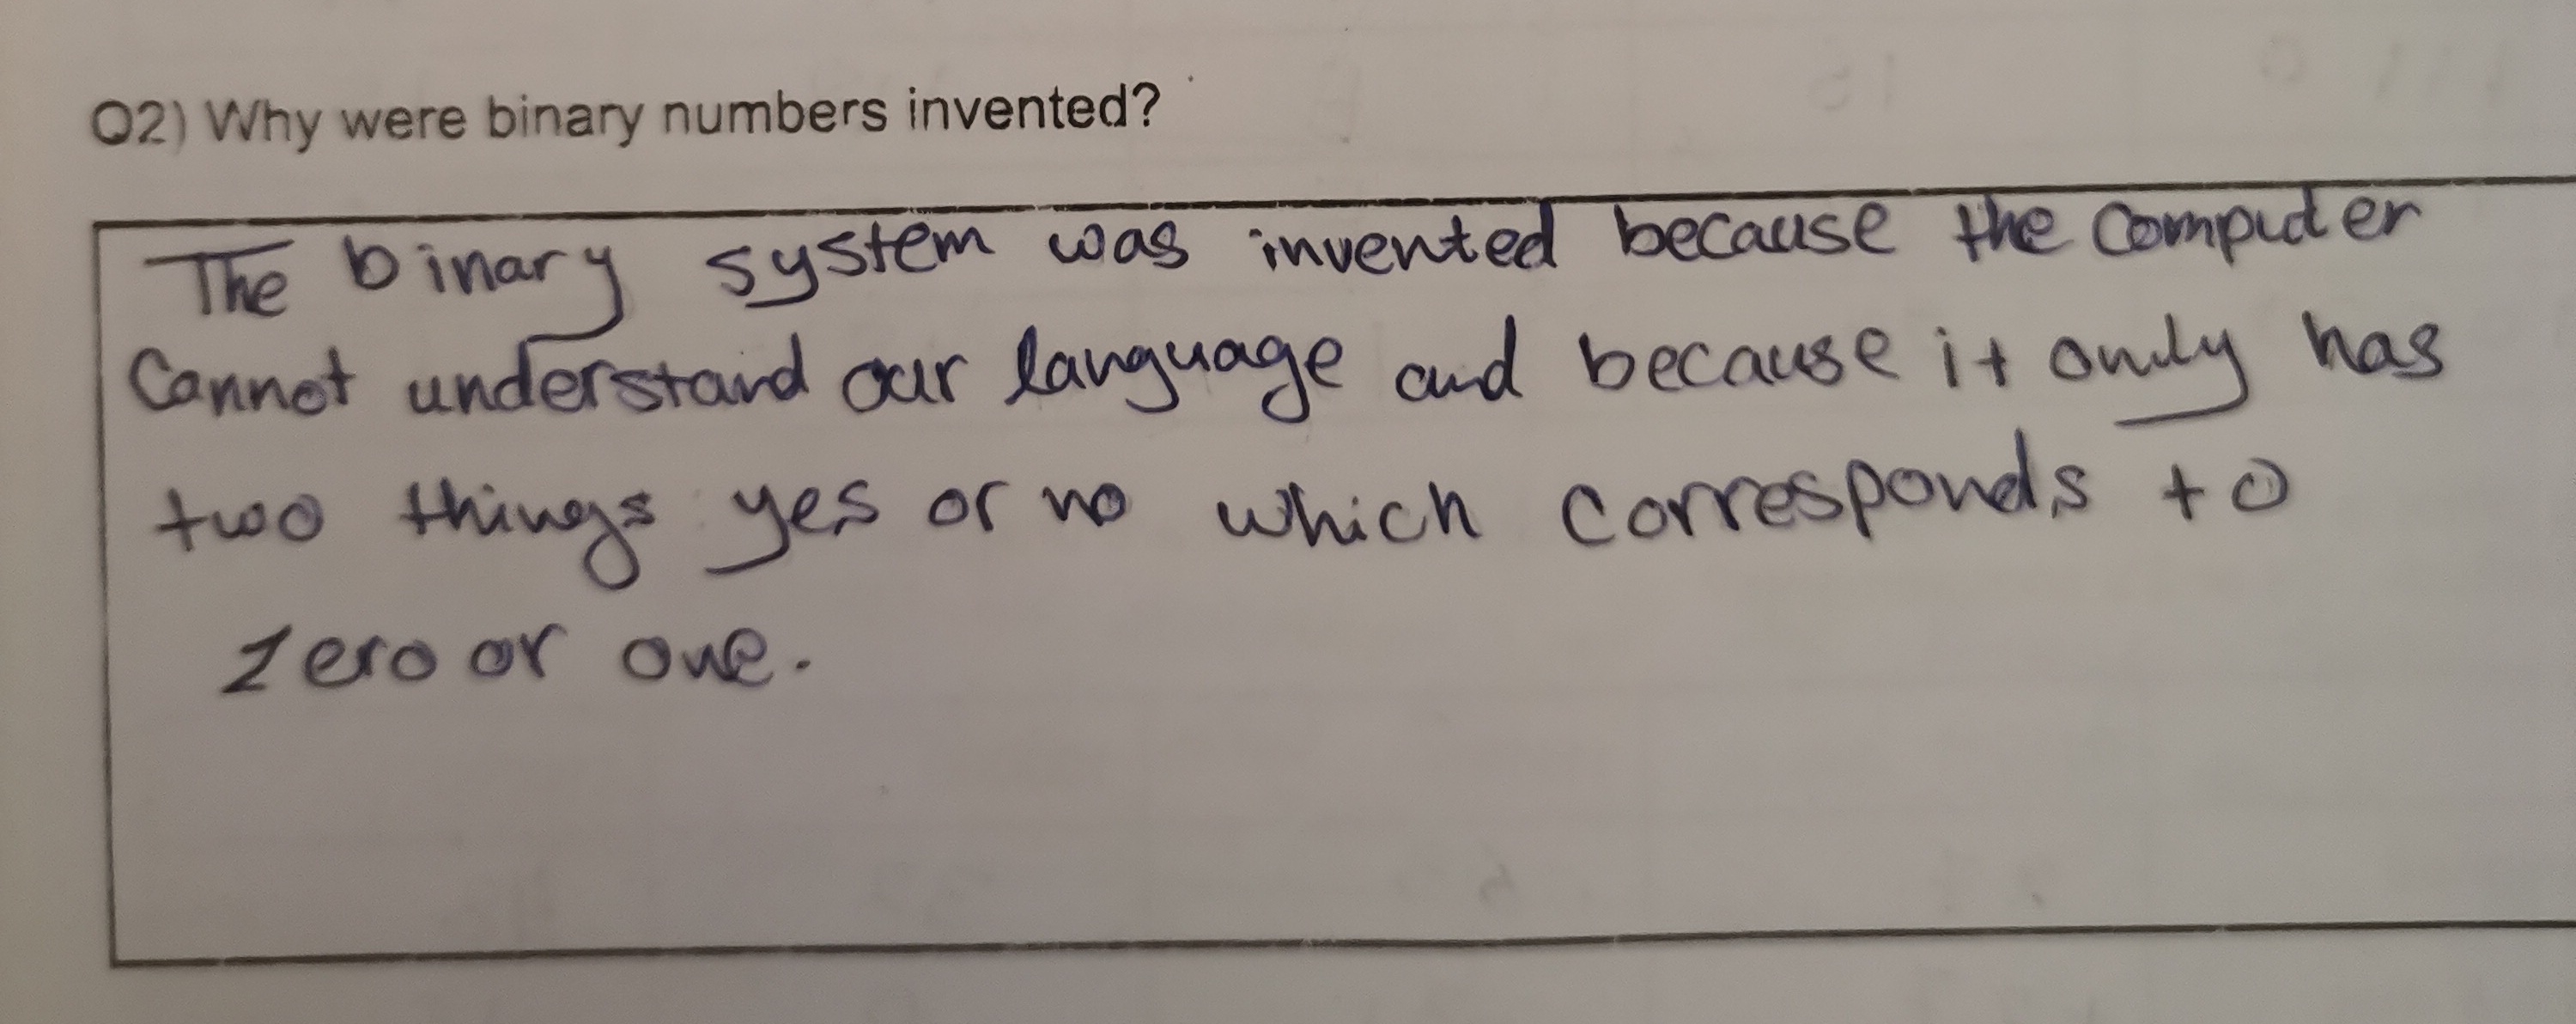 Q2) Why were binary numbers invented?
The binary system was invented because the computer
Cannot understand our language and because it only has
two things yes or no which corresponds to
zero or one.